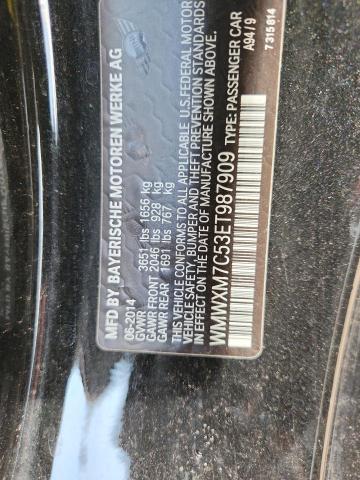 MFD BY BAYERISCHE MOTOREN WERKE AG
06-2014
GVWR 3651 lbs 1656 kg
GAWR FRONT 2046 lbs 928 kg
GAWR REAR 1691 lbs 767 kg
THIS VEHICLE CONFORMS TO ALL APPLICABLE U.S.FEDERAL MOTOR
VEHICLE SAFETY, BUMPER AND THEFT PREVENTION STANDARDS
IN EFFECT ON THE DATE OF MANUFACTURE SHOWN ABOVE.
WMWXM7C53ET987909 TYPE: PASSENGER CAR
A94/9
7 315 814